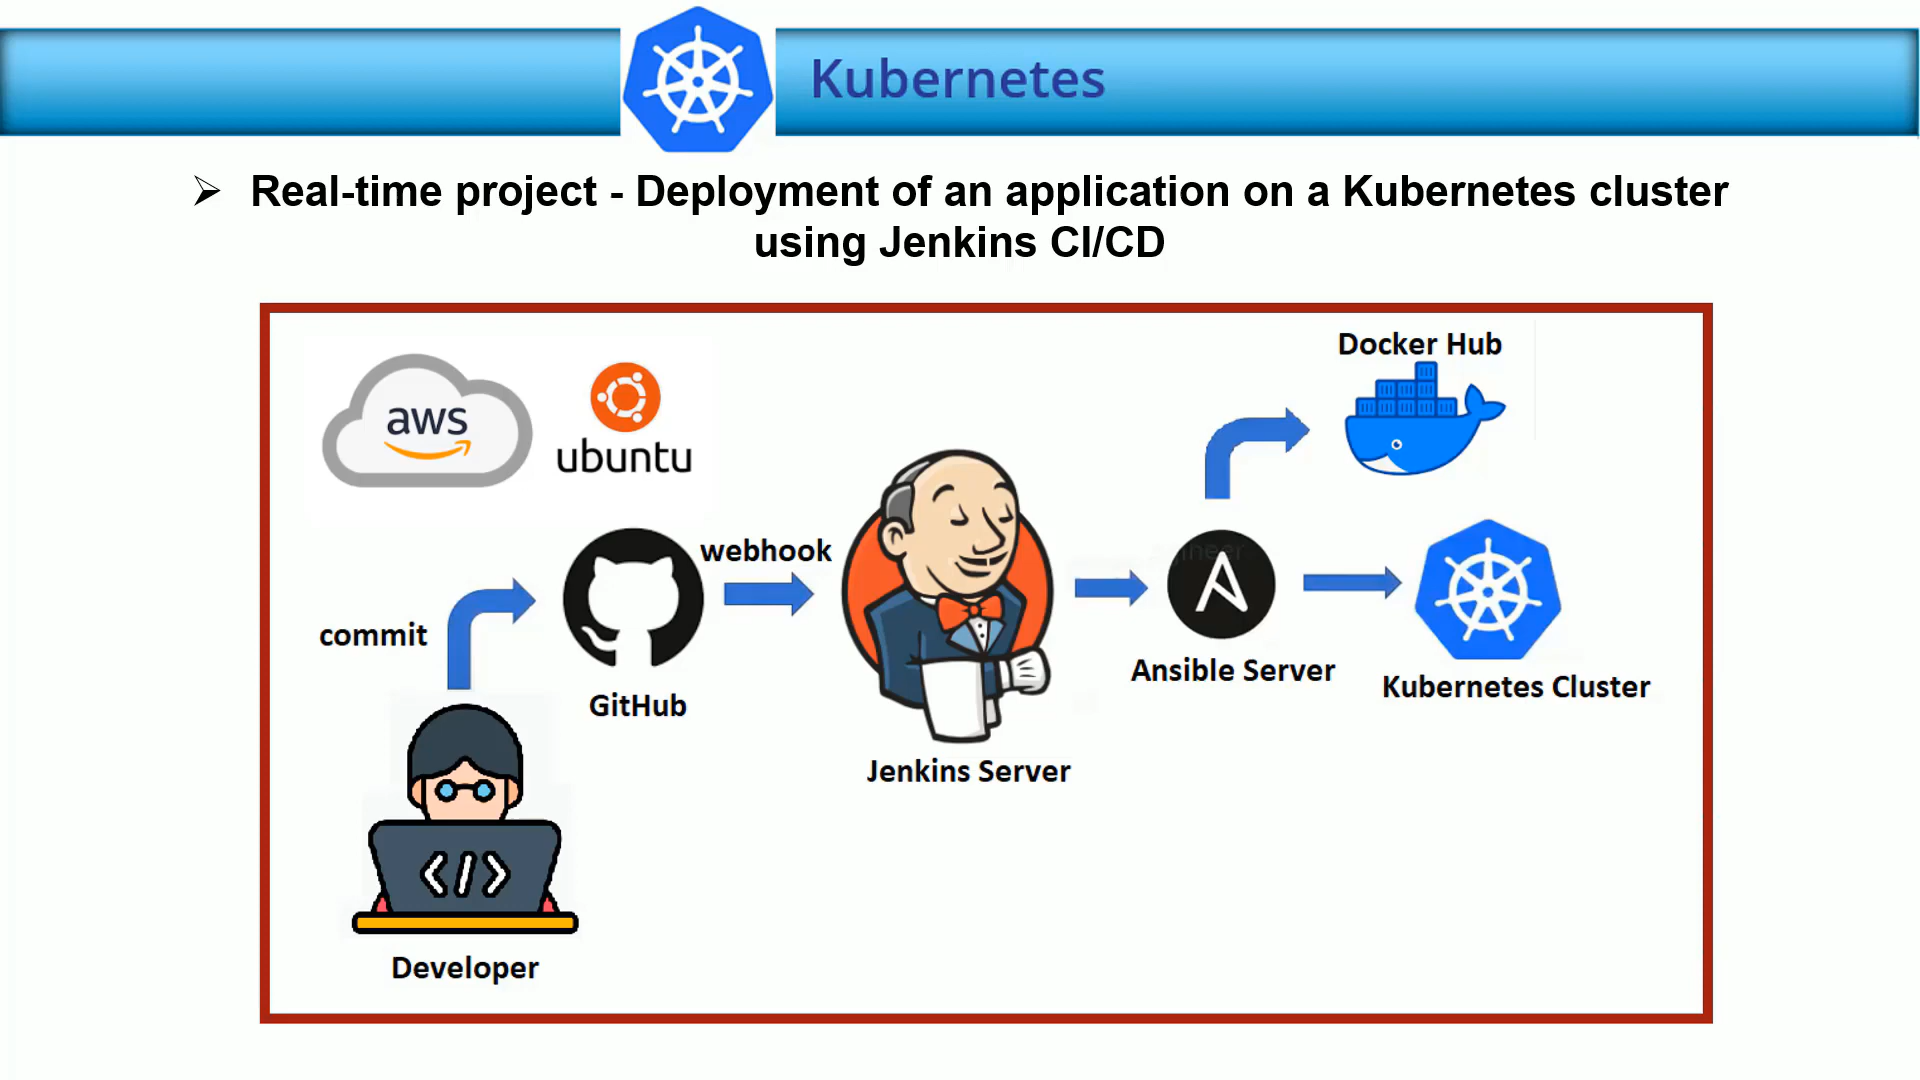 Kubernetes
Real-time project - Deployment of an application on a Kubernetes cluster
using Jenkins CI/CD
Docker Hub
aws
ubuntu
webhook
commit
GitHub
Ansible Server
Kubernetes Cluster
Jenkins Server
</>
Developer